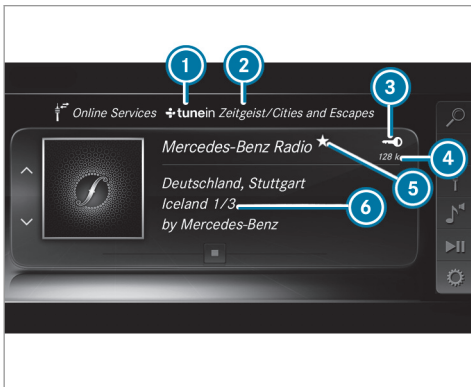 1 2
3
Online Services tunein Zeitgeist/Cities and Escapes
Mercedes-Benz Radio
128 k
4
5
Deutschland, Stuttgart
Iceland 1/3
6
by Mercedes-Benz